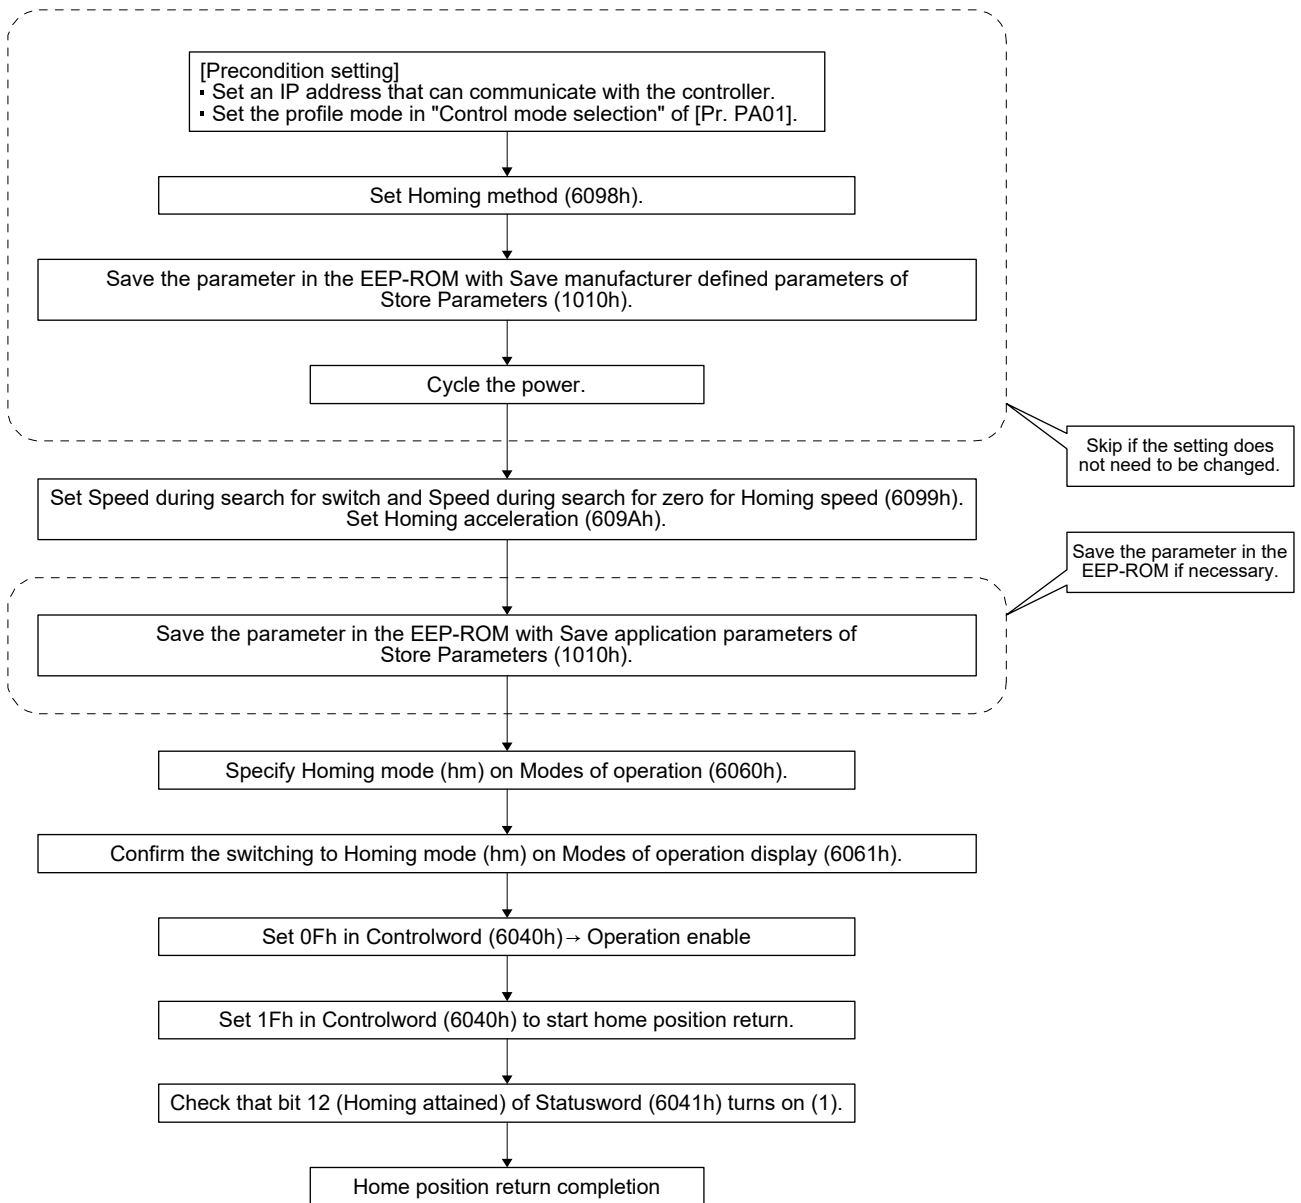 [Precondition setting]
▪ Set an IP address that can communicate with the controller.
▪ Set the profile mode in "Control mode selection" of [Pr. PA01].
Set Homing method (6098h).
Save the parameter in the EEP-ROM with Save manufacturer defined parameters of
Store Parameters (1010h).
Cycle the power.
Skip if the setting does
not need to be changed.
Set Speed during search for switch and Speed during search for zero for Homing speed (6099h).
Set Homing acceleration (609Ah).
Save the parameter in the
EEP-ROM if necessary.
Save the parameter in the EEP-ROM with Save application parameters of
Store Parameters (1010h).
Specify Homing mode (hm) on Modes of operation (6060h).
Confirm the switching to Homing mode (hm) on Modes of operation display (6061h).
Set 0Fh in Controlword (6040h)→ Operation enable
Set 1Fh in Controlword (6040h) to start home position return.
Check that bit 12 (Homing attained) of Statusword (6041h) turns on (1).
Home position return completion